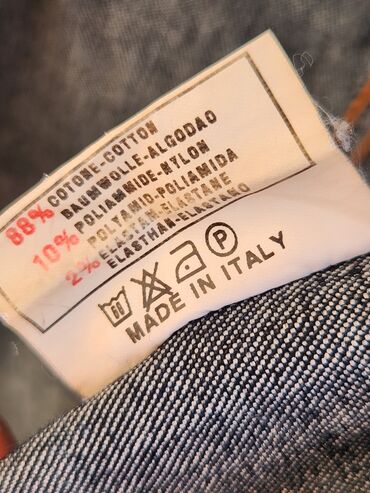 88% COTONE-COTTON
BAUMWOLLE-ALGODAO
10% POLIAMMIDE-NYLON
POLYAMID-POLIAMIDA
2% ELASTAN-ELASTANE
ELASTHAN-ELASTANO
P
MADE IN ITALY